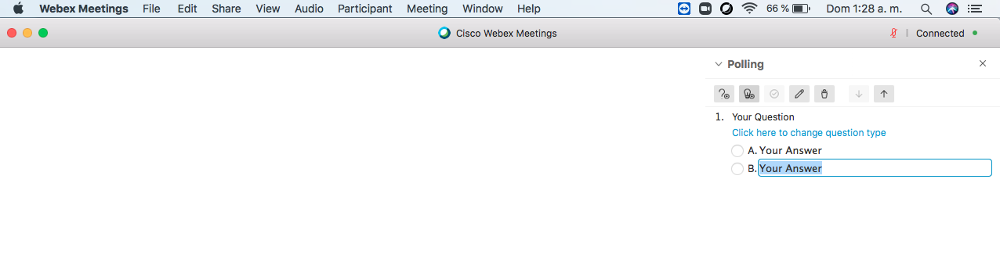 Webex Meetings File Edit Share View Audio Participant Meeting Window Help 66 % Dom 1:28 a. m.
Cisco Webex Meetings Connected
Polling
1. Your Question
Click here to change question type
A. Your Answer
B. Your Answer